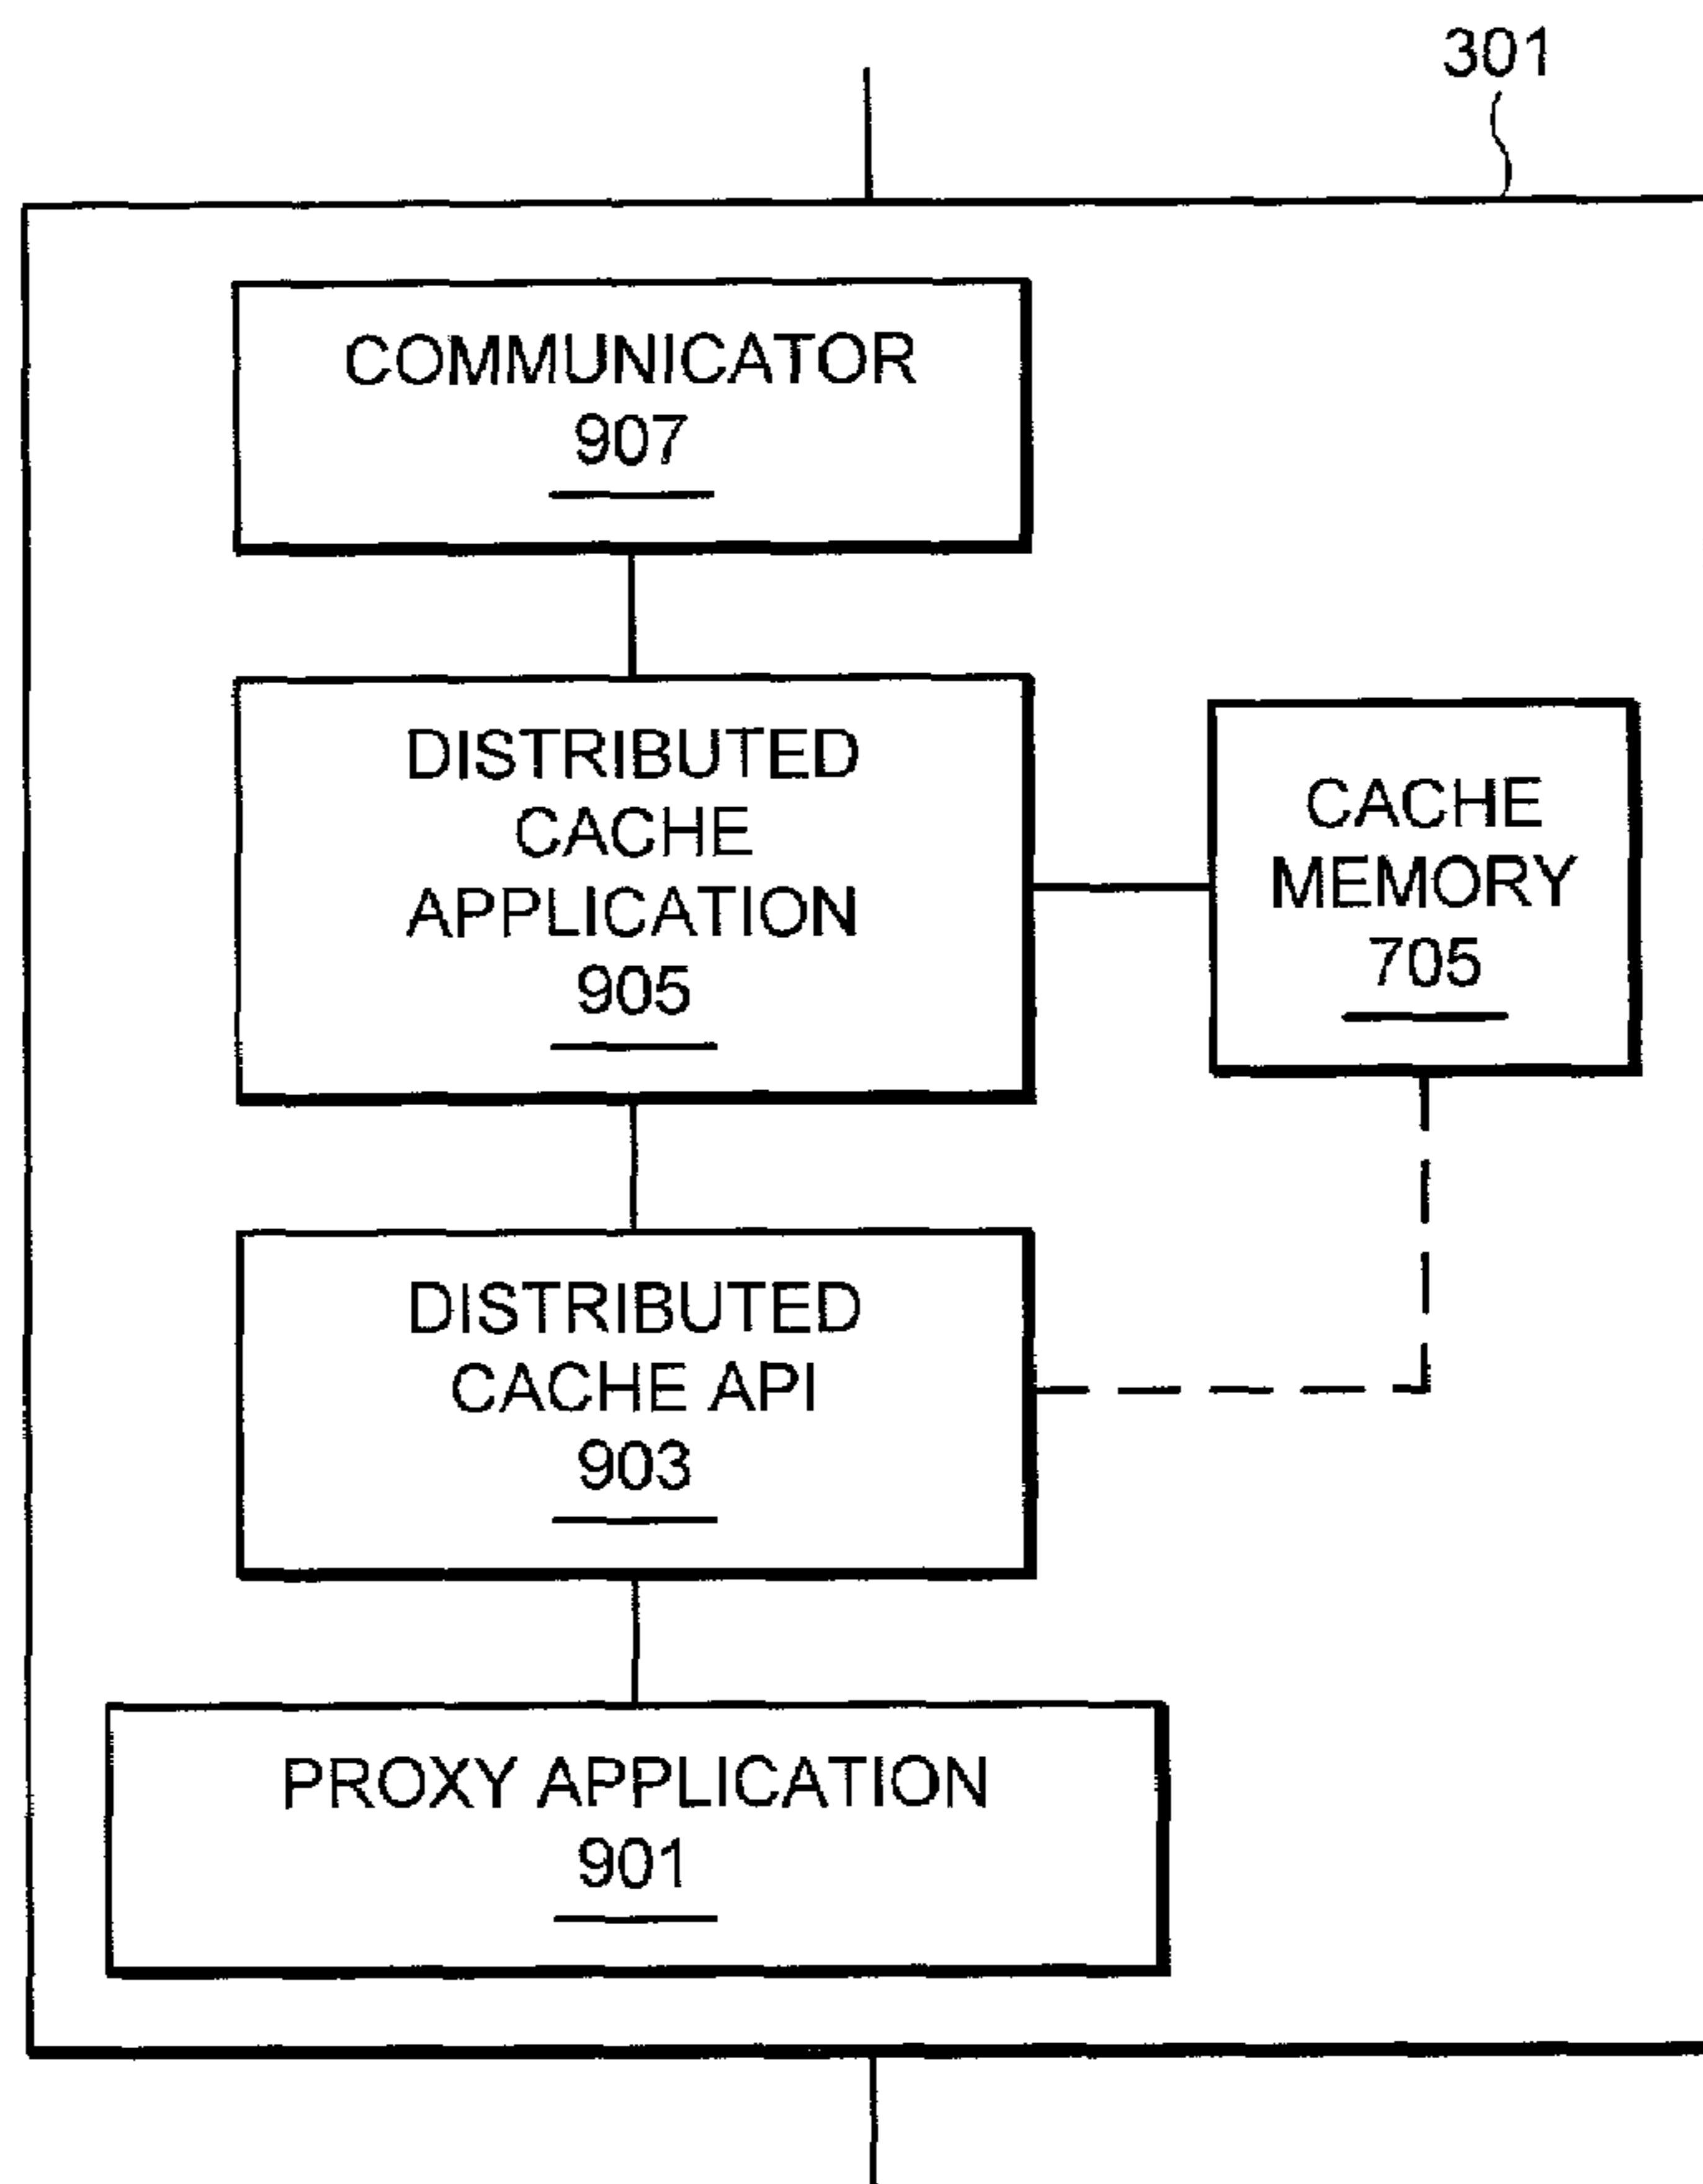 301
COMMUNICATOR
907
DISTRIBUTED
CACHE
APPLICATION
905
CACHE
MEMORY
705
DISTRIBUTED
CACHE API
903
PROXY APPLICATION
901